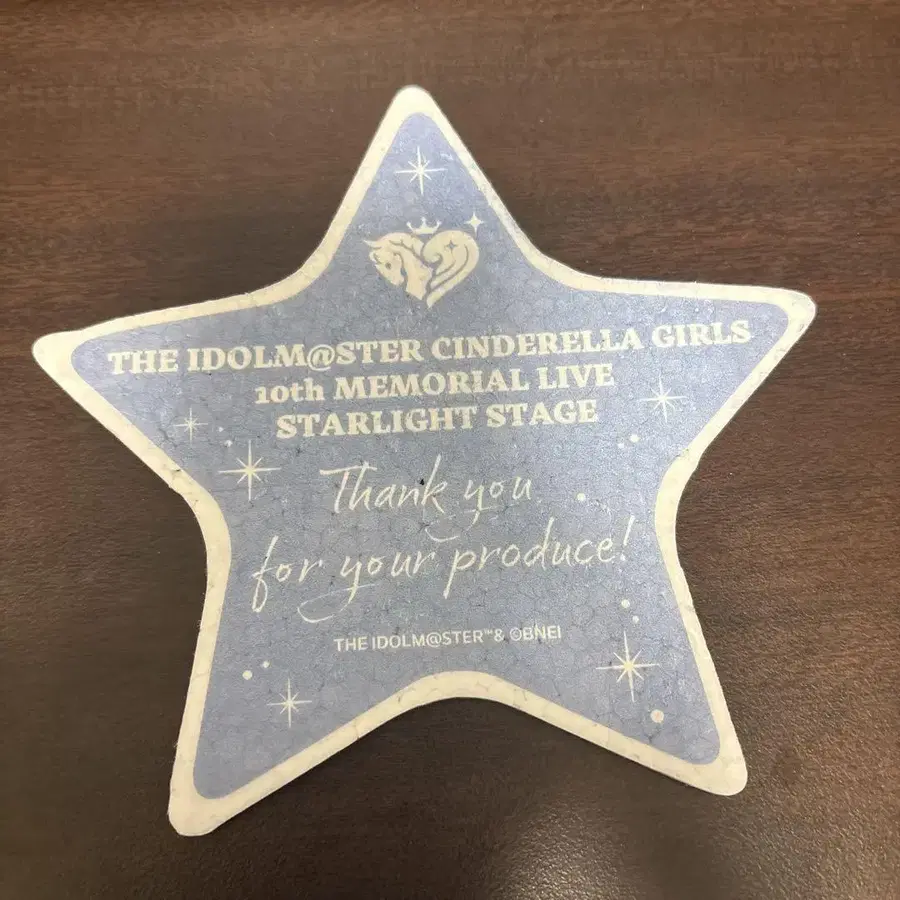 THE IDOLM@STER CINDERELLA GIRLS
10th MEMORIAL LIVE
STARLIGHT STAGE
Thank you
for your produce!
THE IDOLM@STER™& ©BNEI